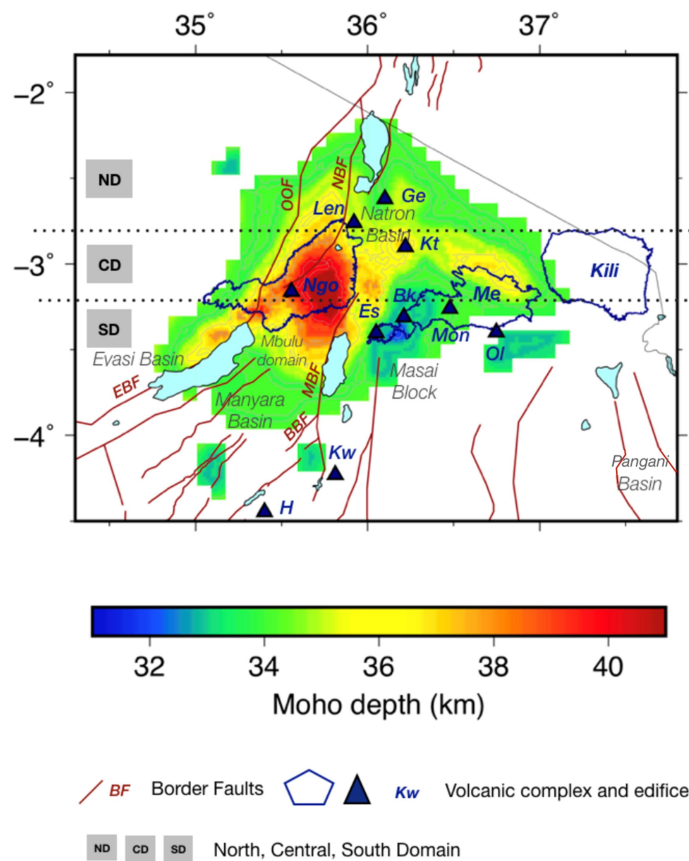 35° 36° 37°
−2°
ND
OOF
NBF
Ge
Len
Natron
Basin
Kt
−3°
CD
Ngo
Kili
Me
Bk
Es
SD
Mon
Ol
Mbulu
domain
Eyasi Basin
Masai
Block
EBF
MBF
Manyara
Basin
BBF
−4°
Kw
Pangani
Basin
H
32 34 36 38 40
Moho depth (km)
BF Border Faults Kw Volcanic complex and edifice
ND CD SD North, Central, South Domain